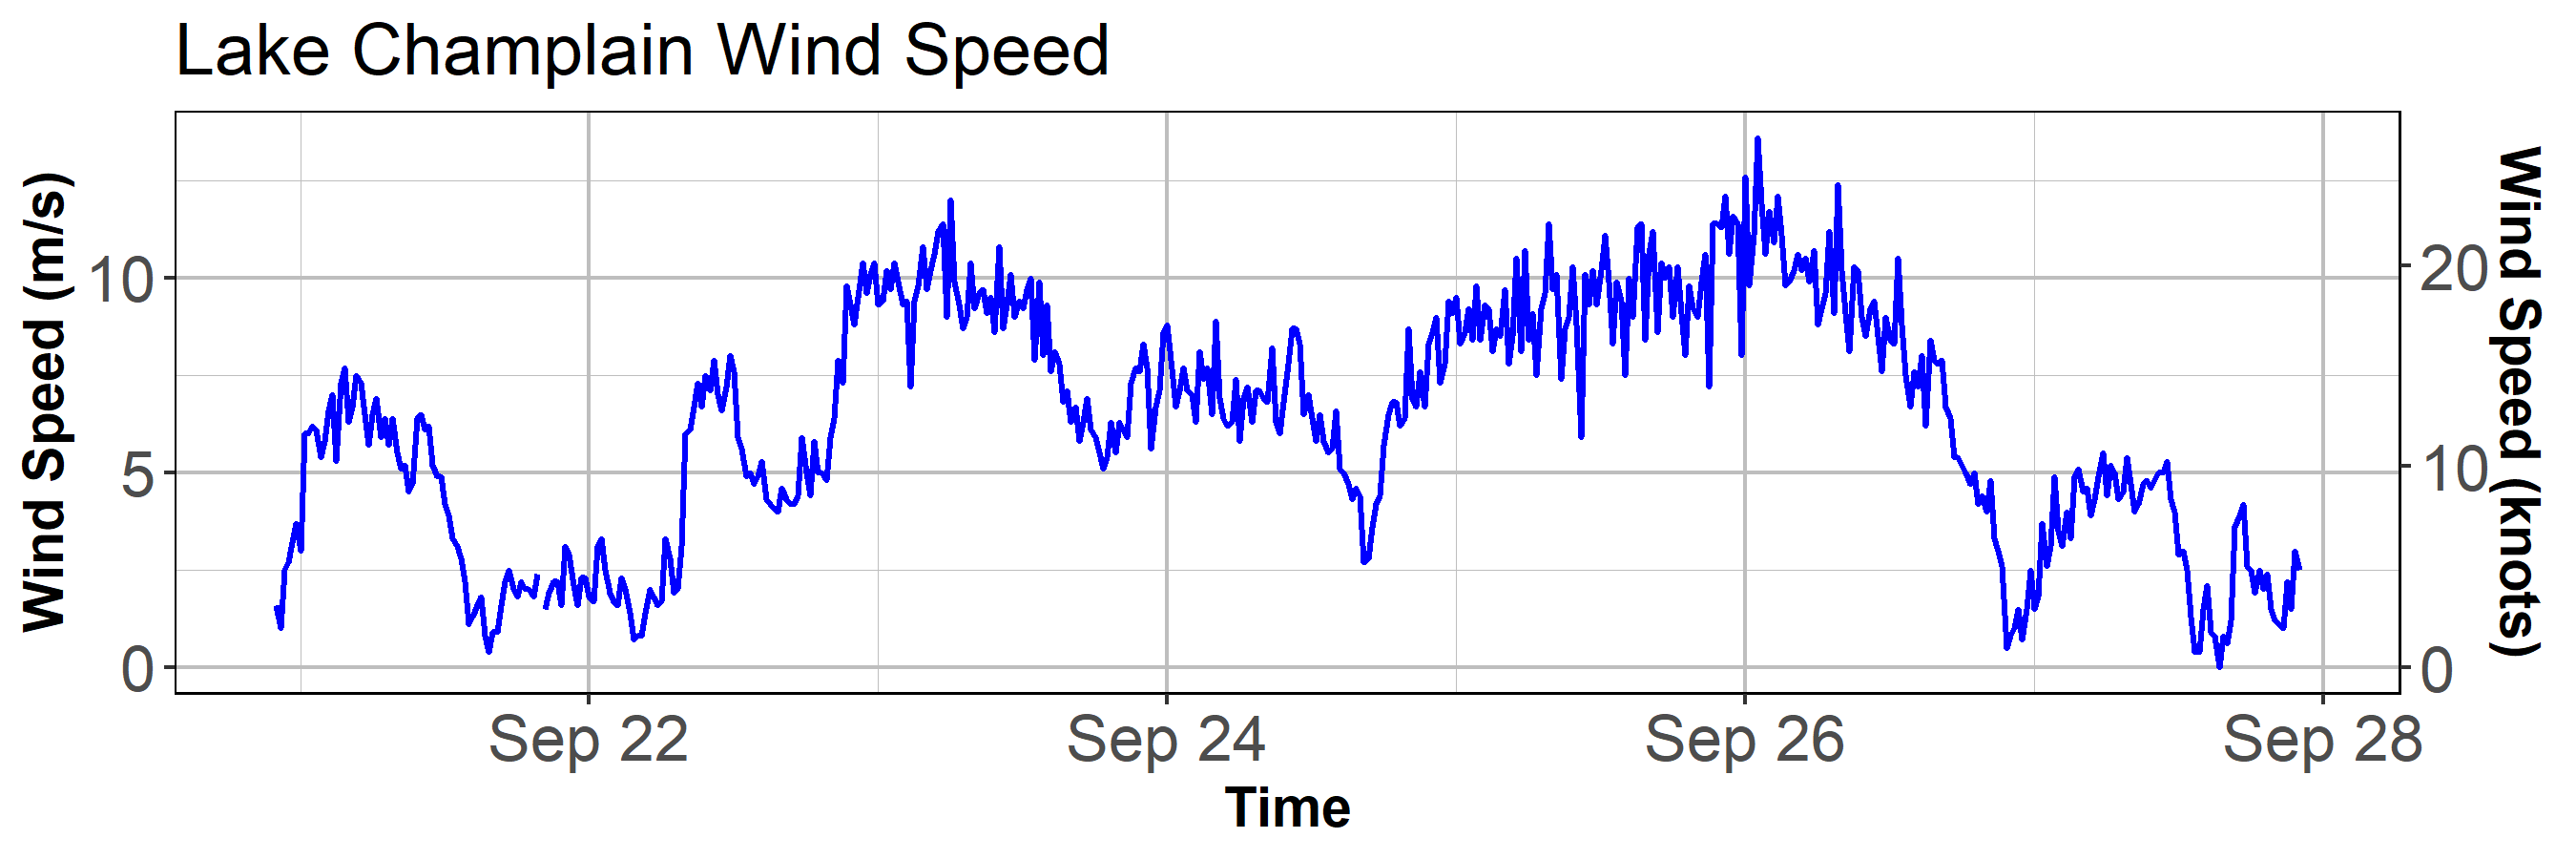 Lake Champlain Wind Speed
Wind Speed (m/s)
10
5
0
20
10
0
Wind Speed (knots)
Sep 22
Sep 24
Sep 26
Sep 28
Time